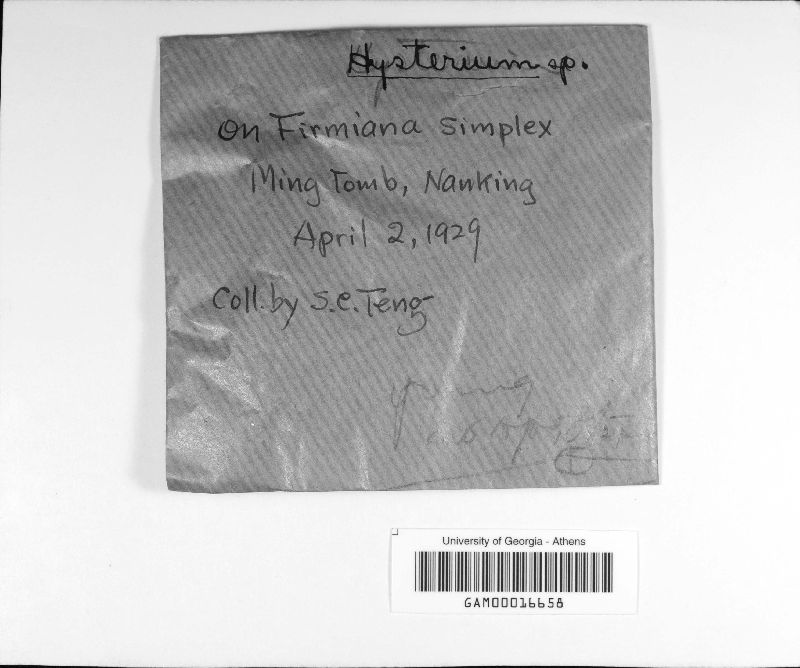 Hysterium sp.
On Firmiana Simplex
Ming Tomb, Nanking
April 2, 1929
Coll. by S.C. Teng
young
University of Georgia - Athens
GAM00016658